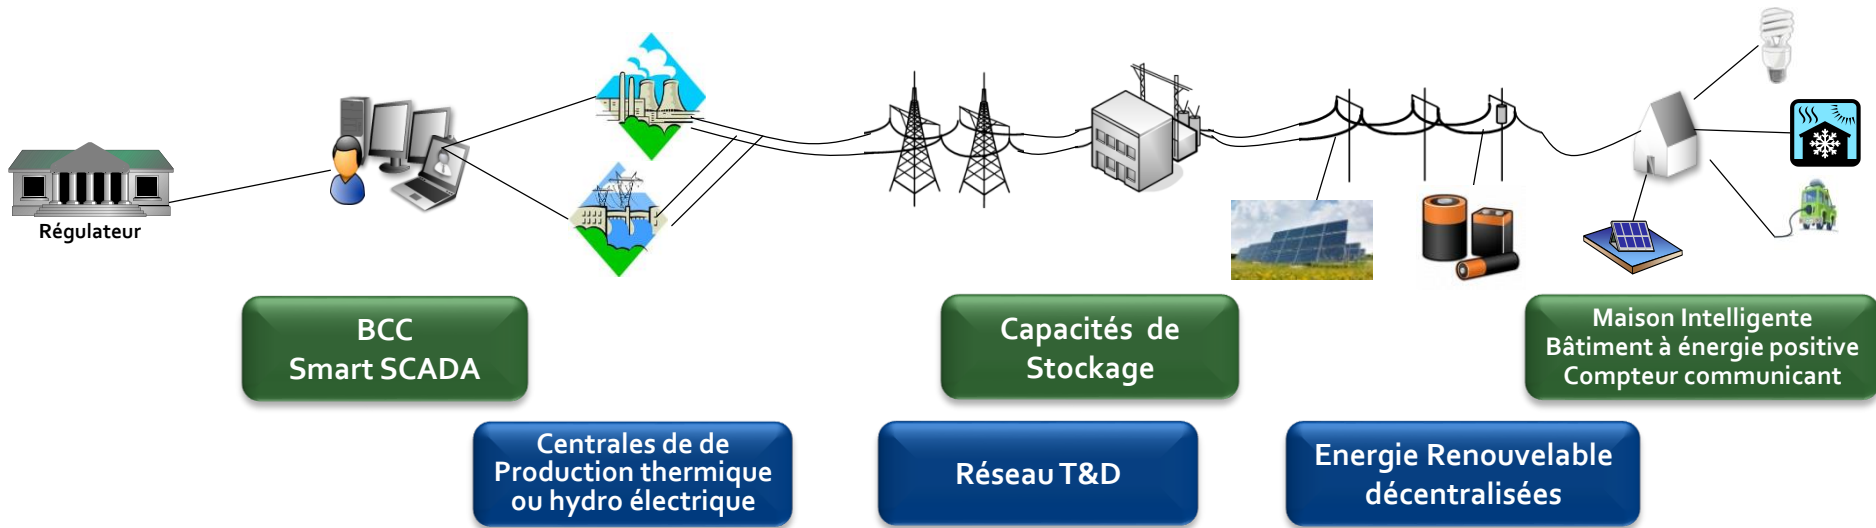 Régulateur
BCC
Smart SCADA
Capacités de
Stockage
Maison Intelligente
Bâtiment à énergie positive
Compteur communicant
Centrales de de
Production thermique
ou hydro électrique
Réseau T&D
Energie Renouvelable
décentralisées